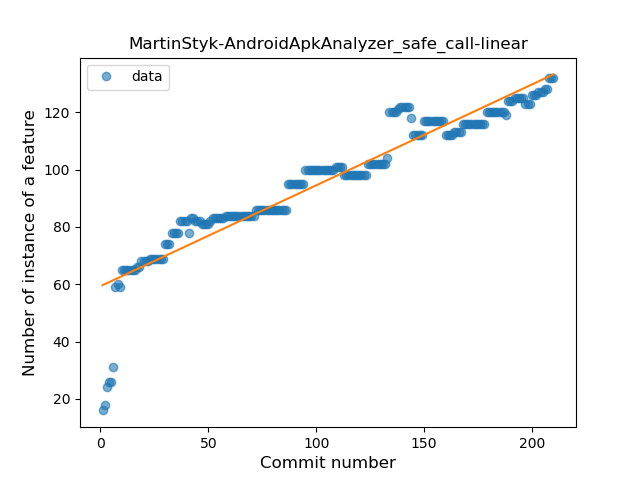 MartinStyk-AndroidApkAnalyzer_safe_call-linear
data
Number of instance of a feature
120
100
80
60
40
20
0
50
100
150
200
Commit number